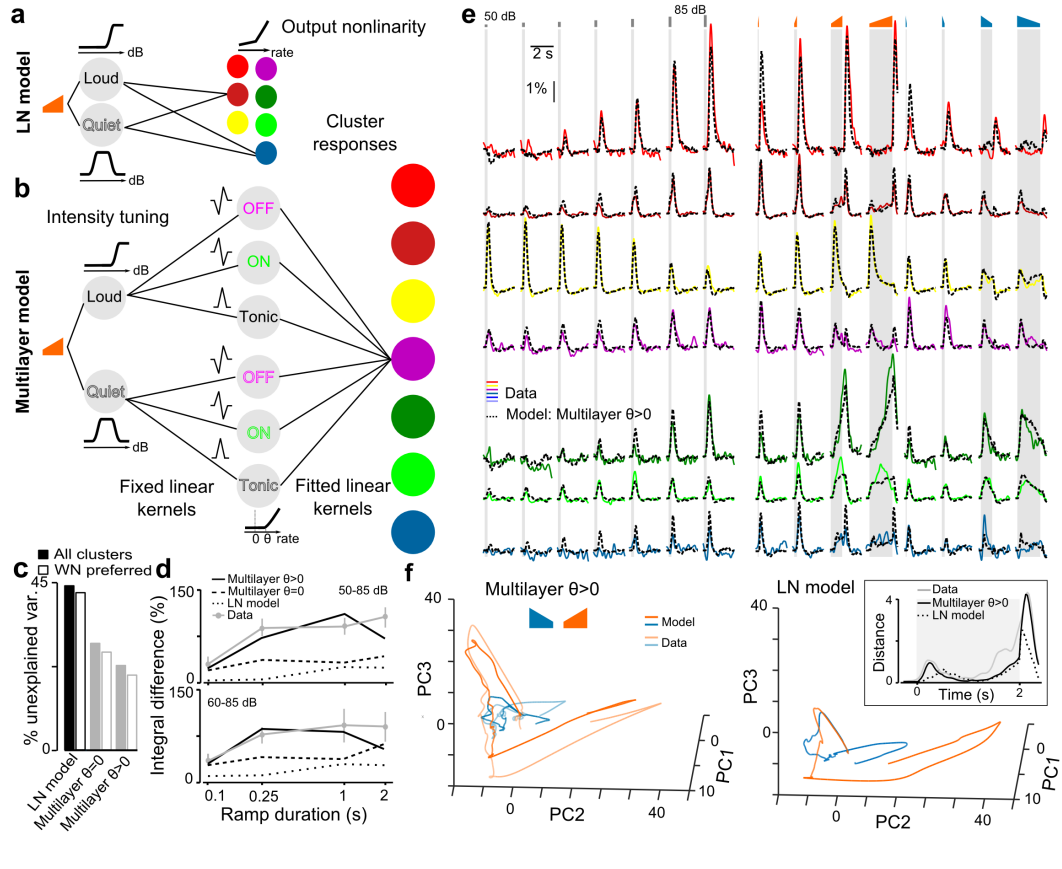 a
LN model
dB
Loud
Quiet
dB
Output nonlinearity
rate
Cluster
responses
b
Multilayer model
Intensity tuning
dB
Loud
Quiet
dB
OFF
ON
Tonic
OFF
ON
Tonic
Fixed linear
kernels
Fitted linear
kernels
0 θ rate
c
All clusters
WN preferred
% unexplained var.
45
0
LN model
Multilayer θ=0
Multilayer θ>0
d
Multilayer θ>0
Multilayer θ=0
LN model
Data
50-85 dB
60-85 dB
Integral difference (%)
150
0
150
0
0.1
0.25
1
2
Ramp duration (s)
e
50 dB
85 dB
2 s
1%
Data
Model: Multilayer θ>0
f
Multilayer θ>0
Model
Data
PC3
40
0
0
40
PC2
0
10
PC1
LN model
PC3
40
0
0
40
PC2
0
10
PC1
Data
Multilayer θ>0
LN model
Distance
4
2
0
0
2
Time (s)